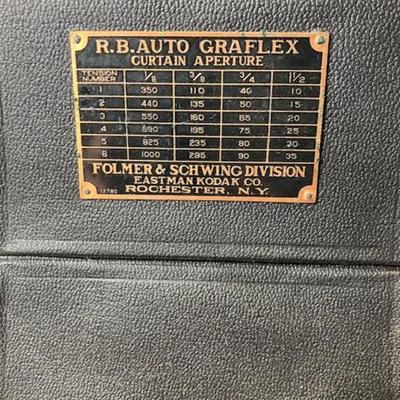 R.B. AUTO GRAFLEX
CURTAIN APERTURE
TENSION NUMBER 1/8 3/8 3/4 1 1/2
1 350 110 40 10
2 440 135 50 15
3 550 160 65 20
4 690 195 75 25
5 825 235 80 30
6 1000 295 90 35
FOLMER & SCHWING DIVISION
EASTMAN KODAK CO.
ROCHESTER, N.Y.